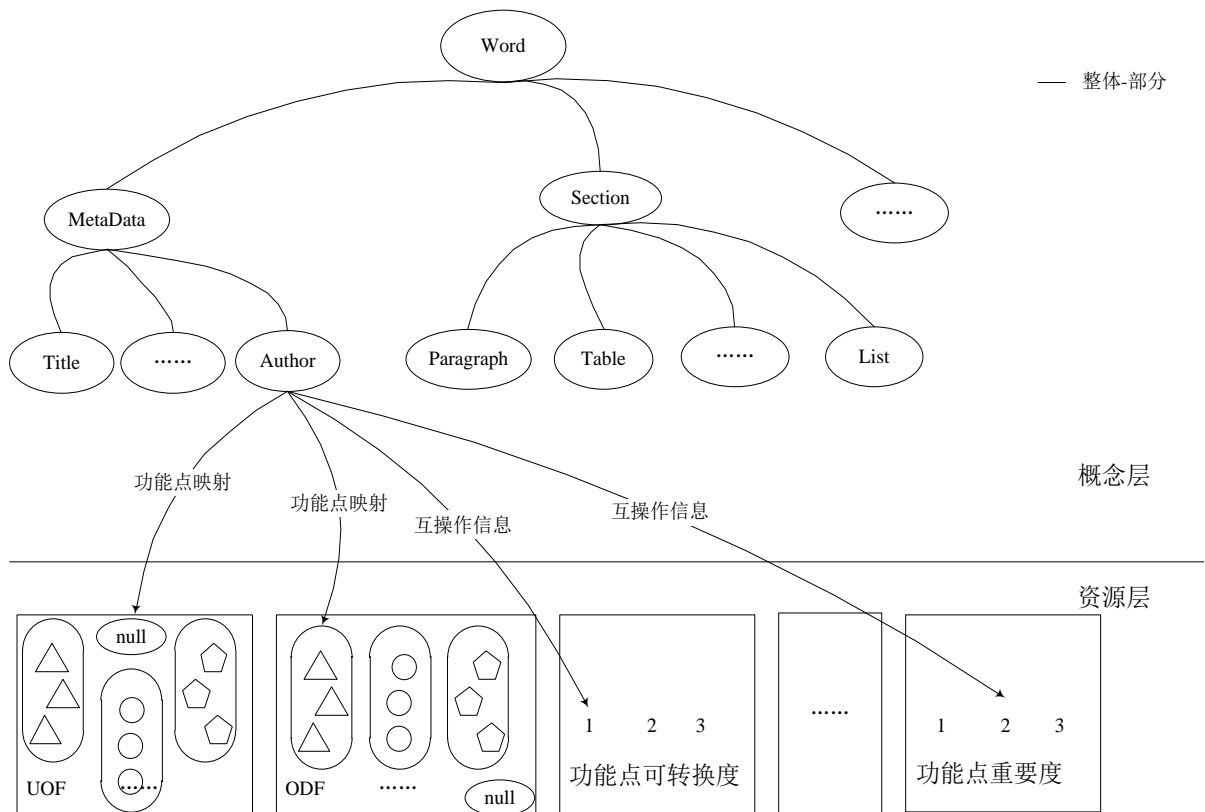 Word
整体-部分
MetaData
Section
……
Title
……
Author
Paragraph
Table
……
List
功能点映射
功能点映射
互操作信息
互操作信息
概念层
资源层
null
……
UOF
……
ODF
null
1 2 3
功能点可转换度
……
1 2 3
功能点重要度